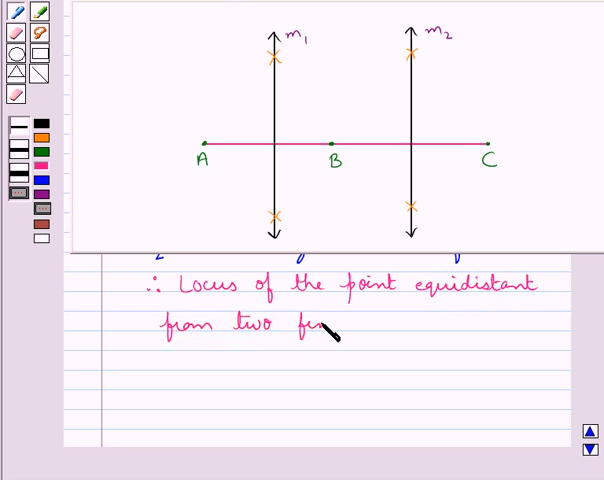 m1 m2
A B C
∴ Locus of the point equidistant
from two